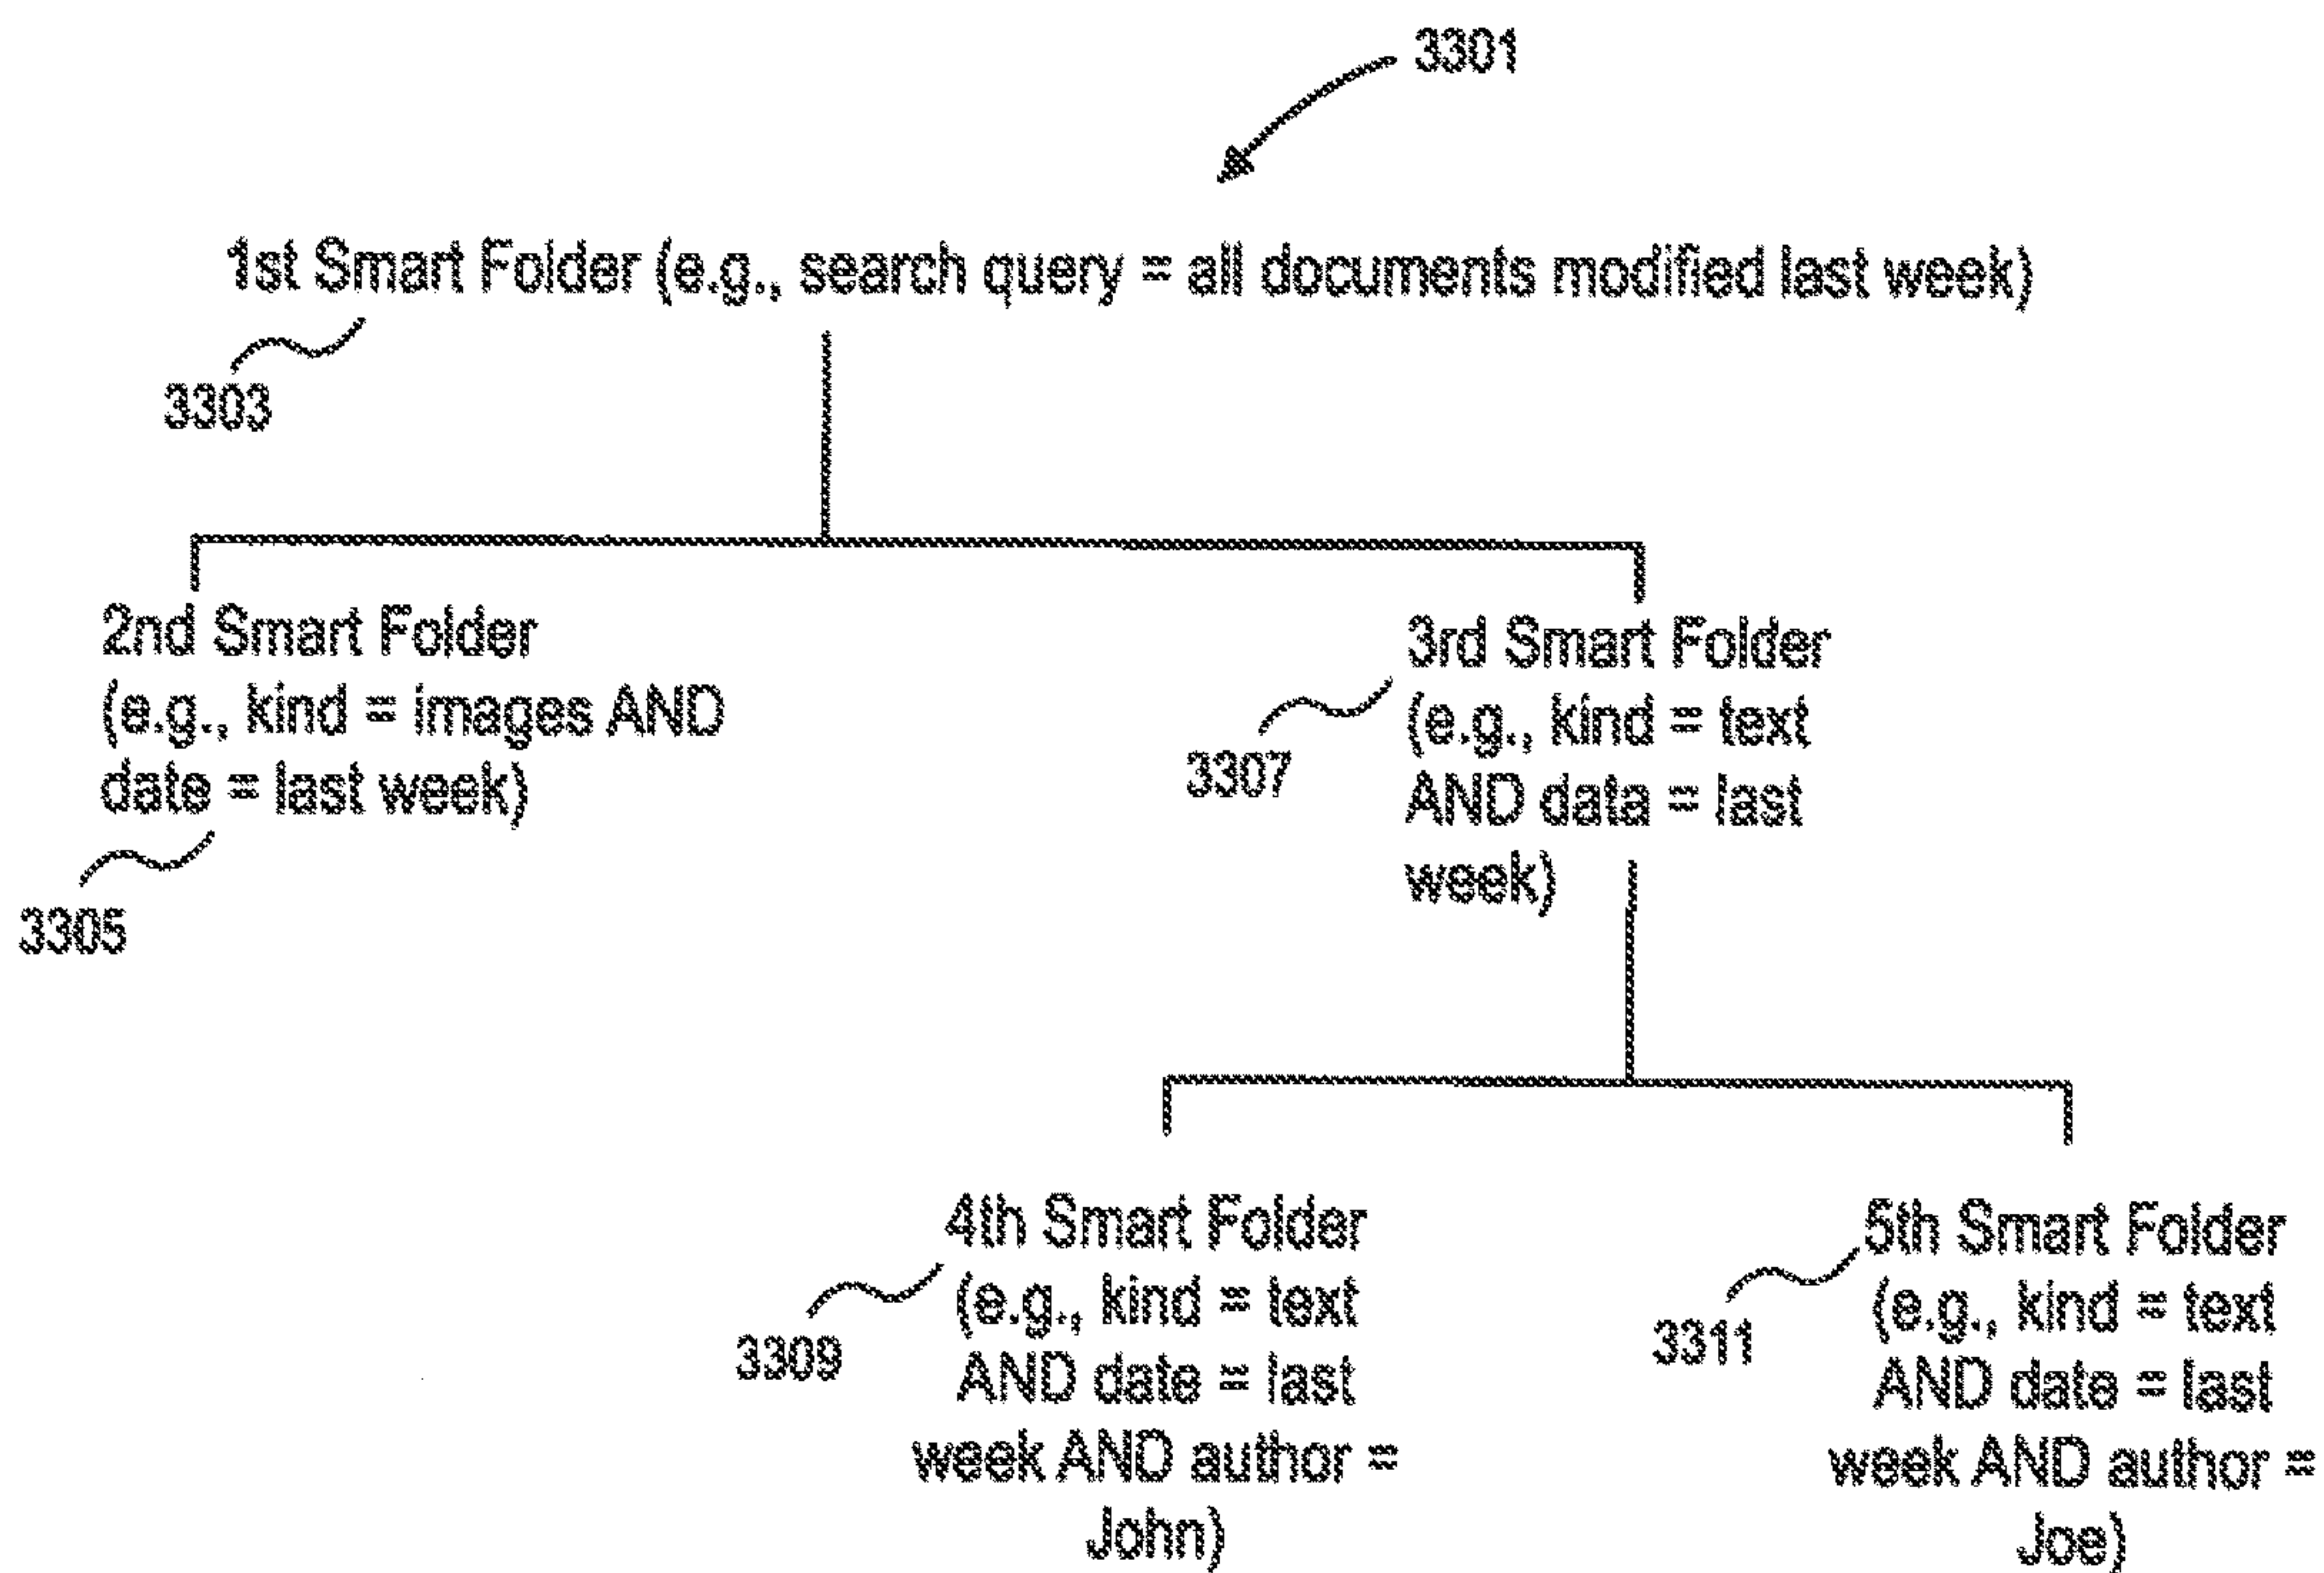 3301
1st Smart Folder (e.g., search query = all documents modified last week)
3303
2nd Smart Folder
(e.g., kind = images AND
date = last week)
3305
3rd Smart Folder
(e.g., kind = text
AND data = last
week)
3307
4th Smart Folder
(e.g., kind = text
AND date = last
week AND author =
John)
3309
5th Smart Folder
(e.g., kind = text
AND date = last
week AND author =
Joe)
3311